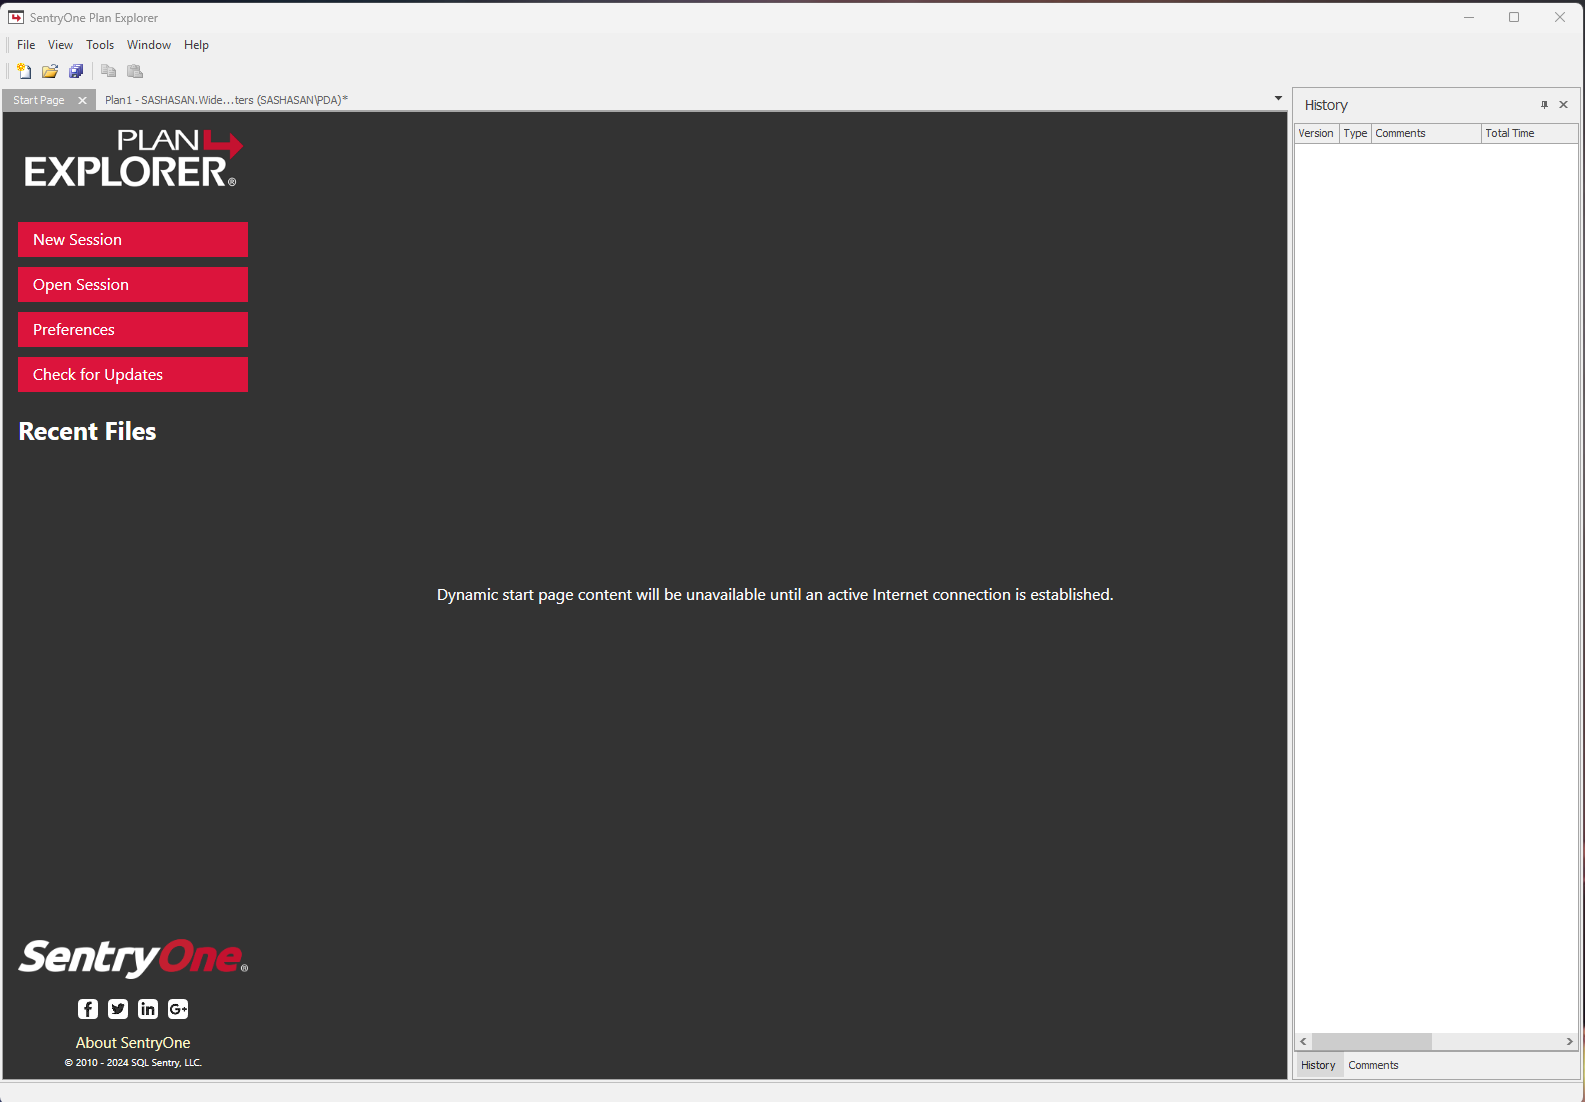 SentryOne Plan Explorer
File View Tools Window Help
Start Page Plan1 - SASHASAN.Wide...ters (SASHASAN\PDA)*
PLAN
EXPLORER®
New Session
Open Session
Preferences
Check for Updates
Recent Files
Dynamic start page content will be unavailable until an active Internet connection is established.
SentryOne®
f in G+
About SentryOne
© 2010 - 2024 SQL Sentry, LLC.
History
Version Type Comments Total Time
History Comments